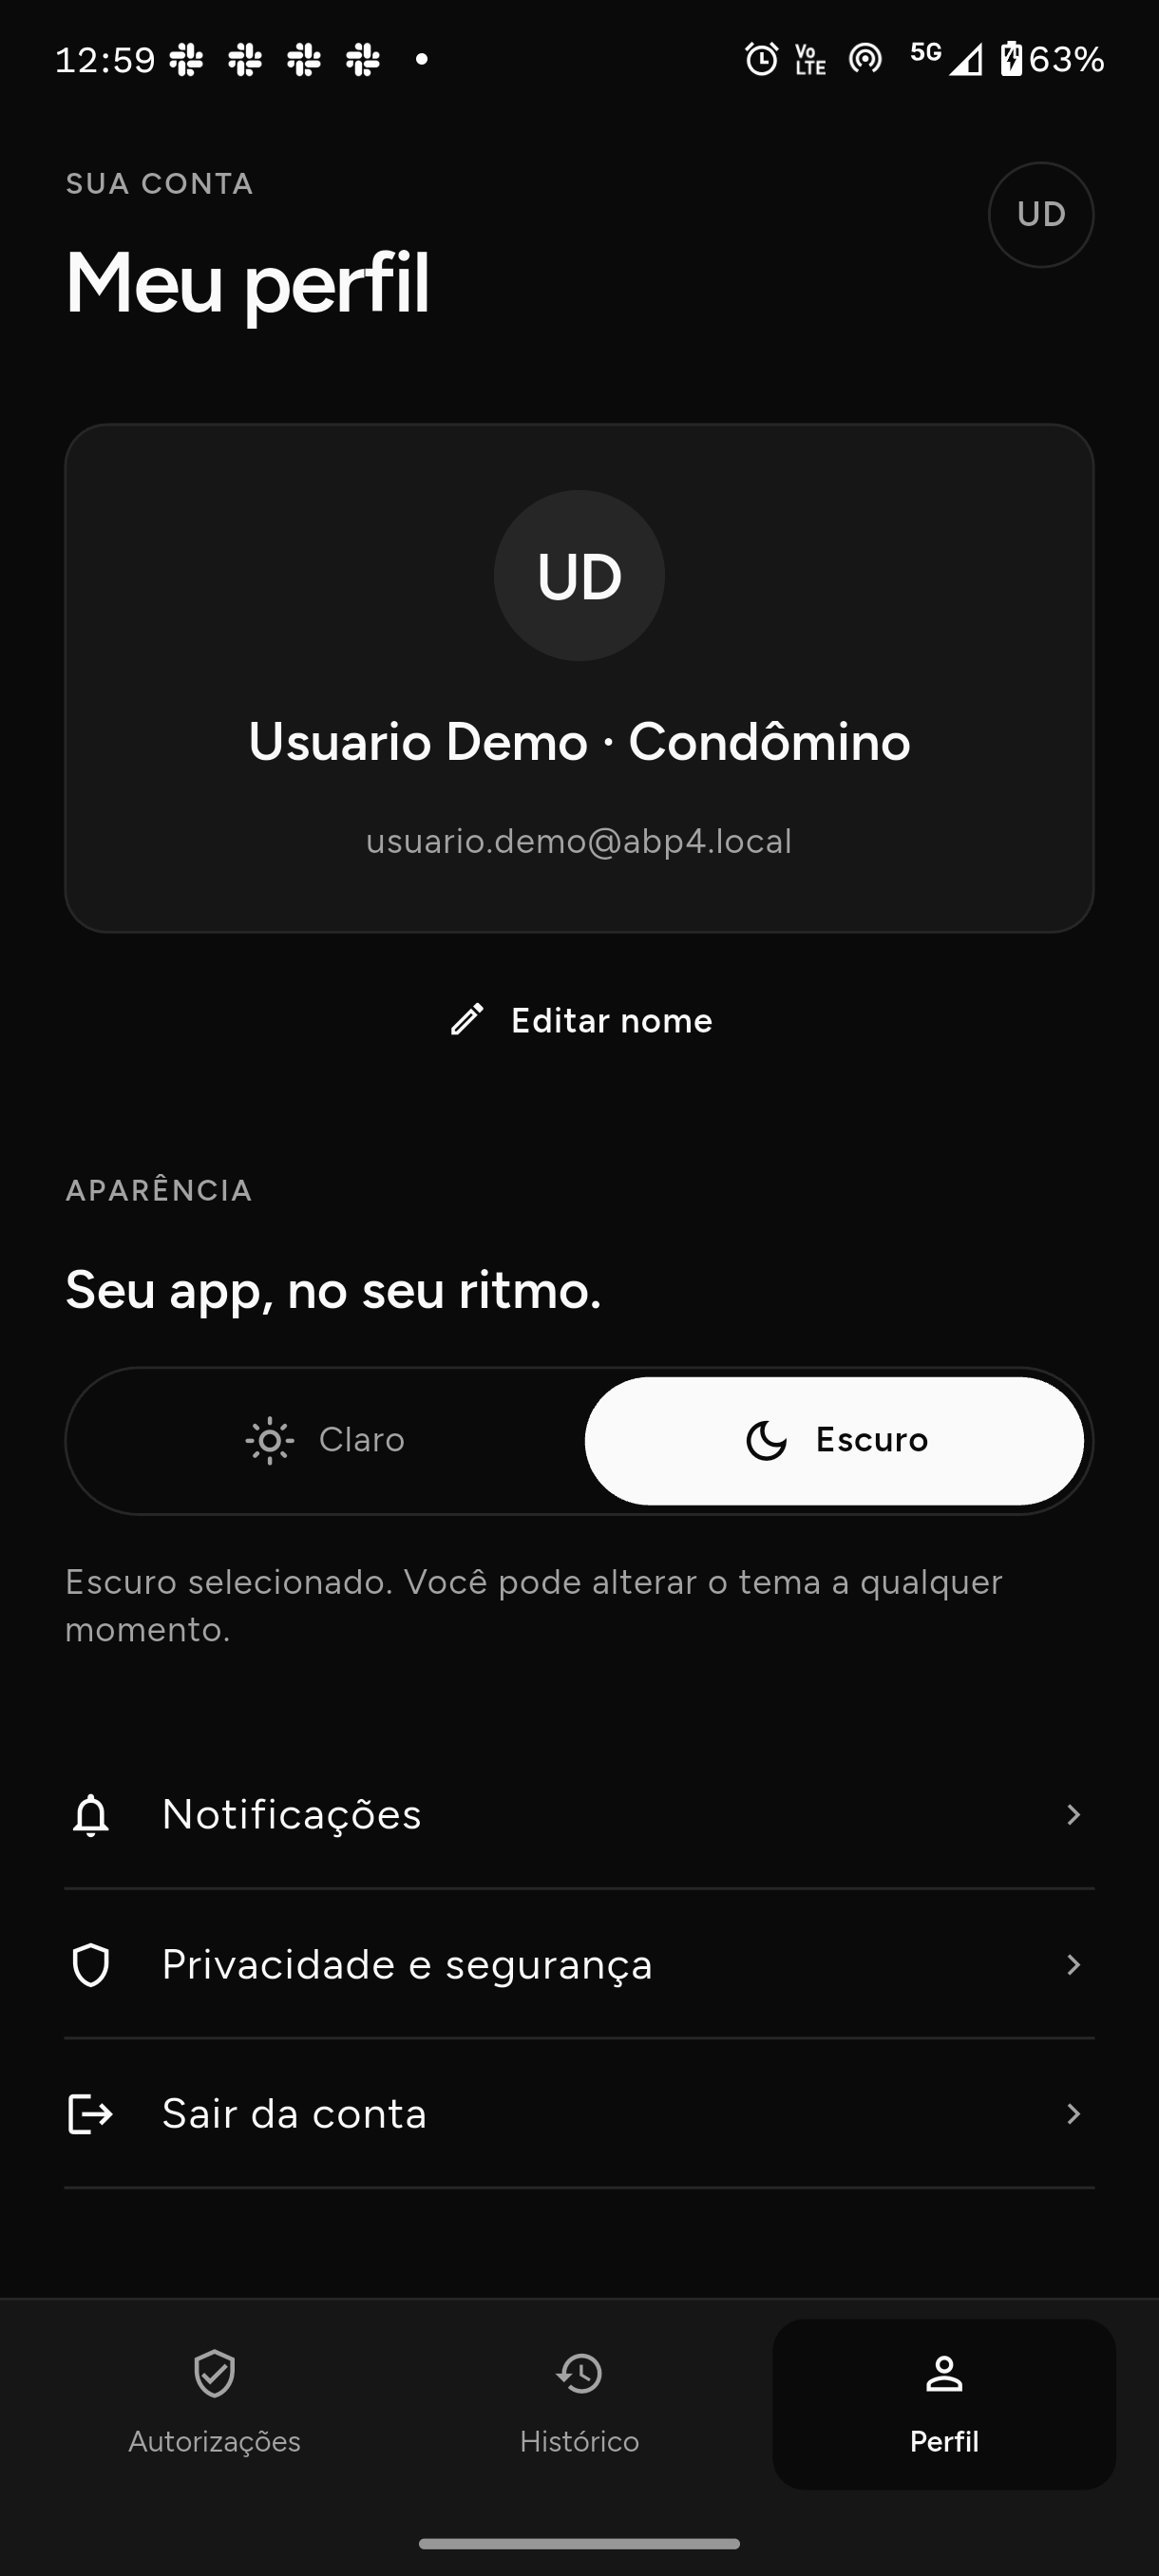 12:59
Vo LTE 5G 63%
SUA CONTA
UD
Meu perfil
UD
Usuario Demo · Condômino
usuario.demo@abp4.local
Editar nome
APARÊNCIA
Seu app, no seu ritmo.
Claro
Escuro
Escuro selecionado. Você pode alterar o tema a qualquer
momento.
Notificações
Privacidade e segurança
Sair da conta
Autorizações
Histórico
Perfil